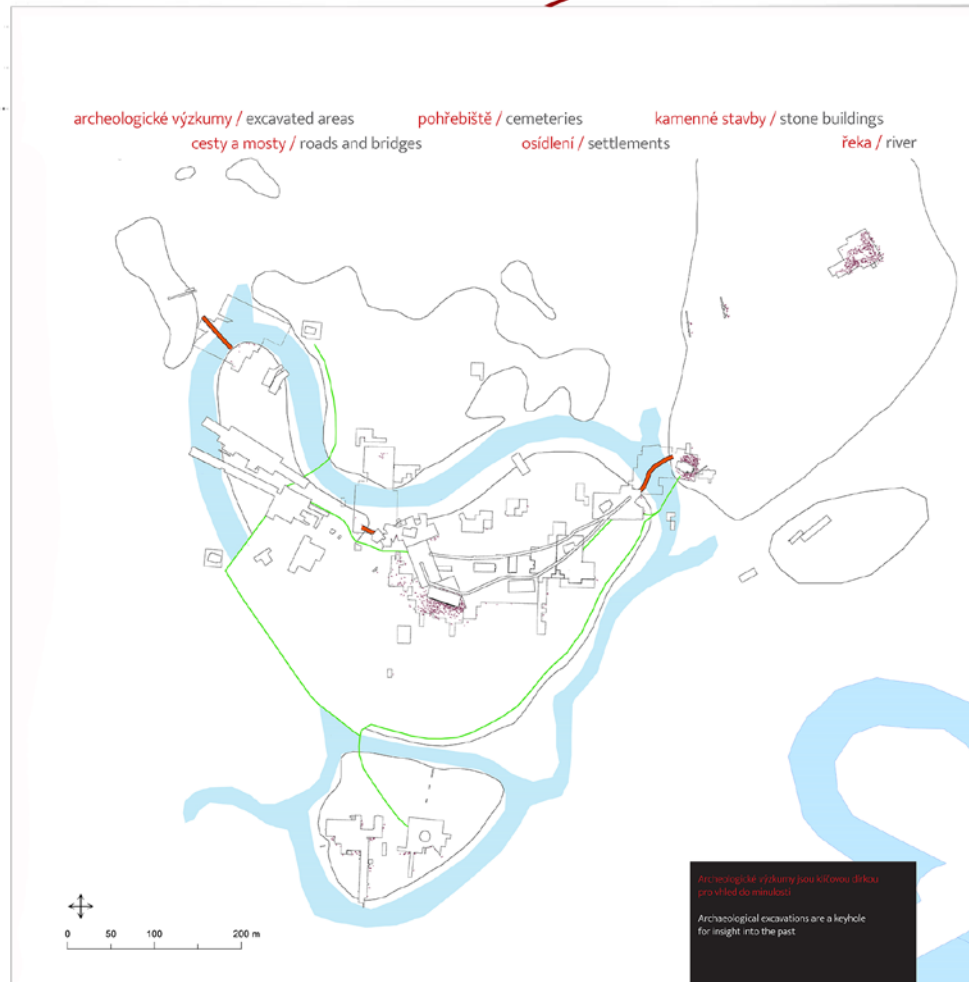 archeologické výzkumy / excavated areas pohřebiště / cemeteries kamenné stavby / stone buildings
cesty a mosty / roads and bridges osídlení / settlements řeka / river
0 50 100 200 m
Archeologické výzkumy jsou klíčovou dírkou
pro vhled do minulosti
Archaeological excavations are a keyhole
for insight into the past